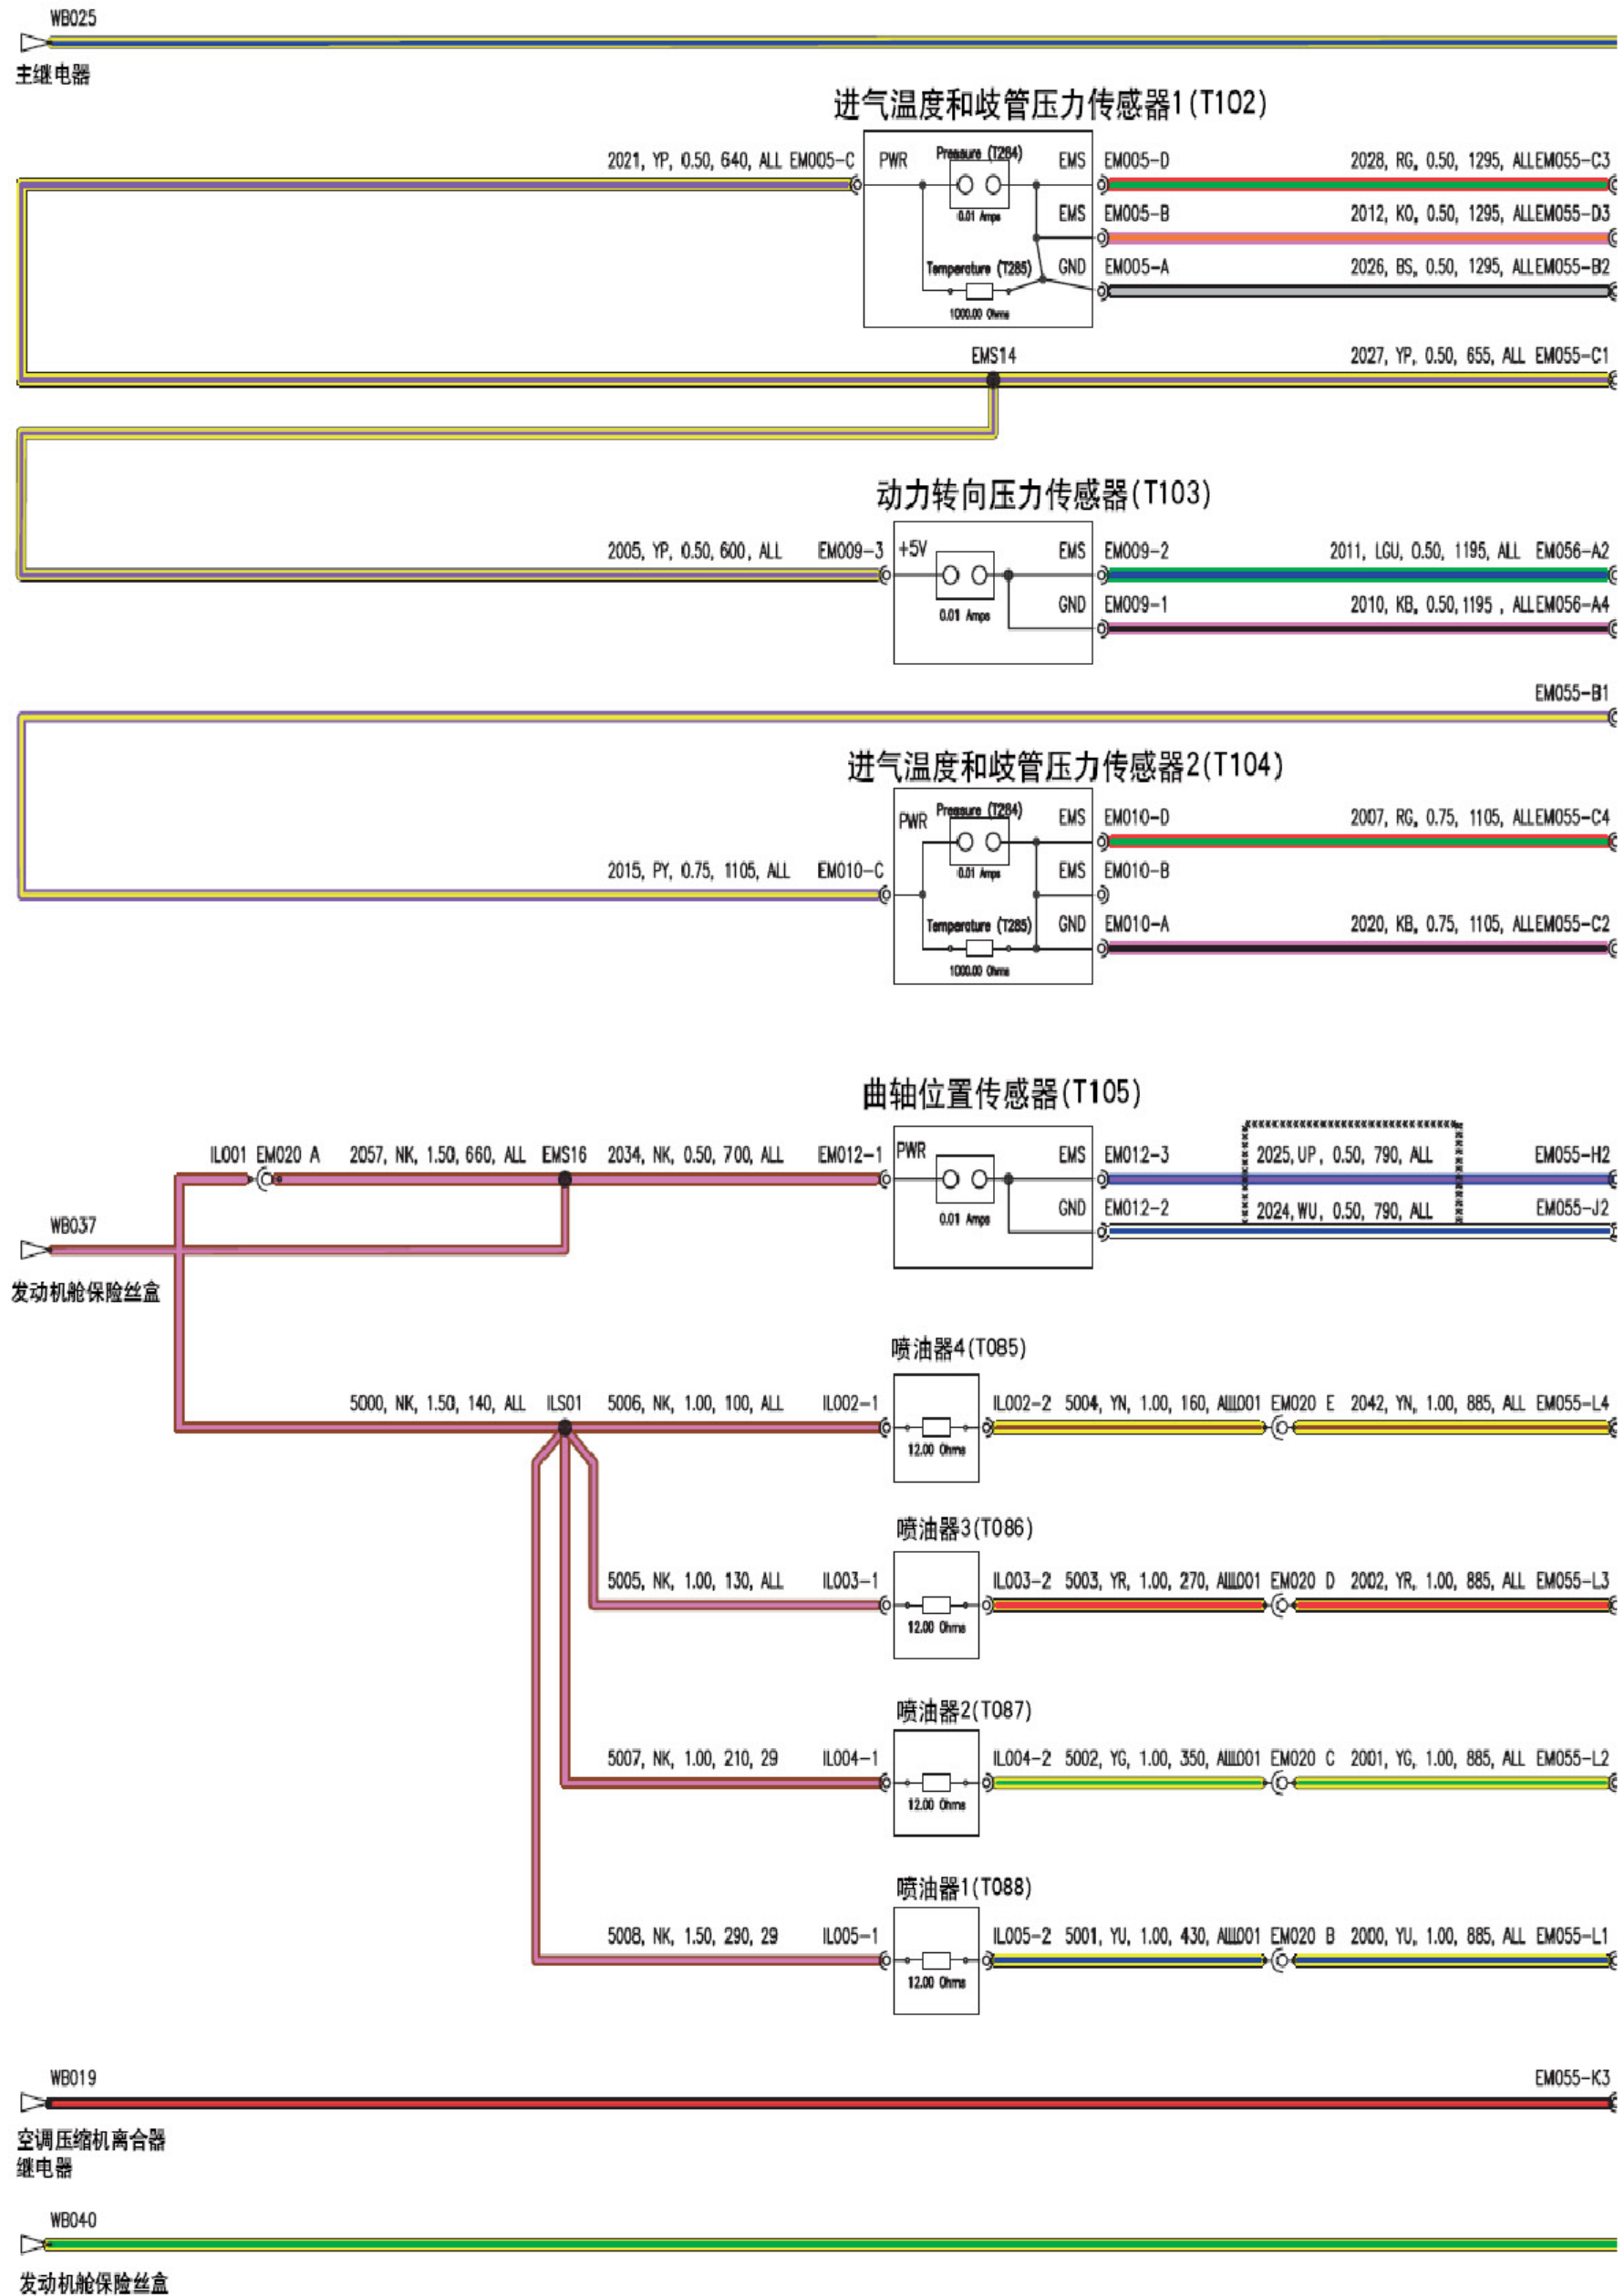 WB025
主继电器
进气温度和歧管压力传感器1(T102)
2021, YP, 0.50, 640, ALL EM005-C
PWR
Pressure (T284)
0.01 Amps
Temperature (T285)
1000.00 Ohms
EMS
EMS
GND
EM005-D
2028, RG, 0.50, 1295, ALLEM055-C3
EM005-B
2012, KO, 0.50, 1295, ALLEM055-D3
EM005-A
2026, BS, 0.50, 1295, ALLEM055-B2
EMS14
2027, YP, 0.50, 655, ALL EM055-C1
动力转向压力传感器(T103)
2005, YP, 0.50, 600, ALL EM009-3
+5V
0.01 Amps
EMS
GND
EM009-2
2011, LGU, 0.50, 1195, ALL EM056-A2
EM009-1
2010, KB, 0.50,1195 , ALLEM056-A4
EM055-B1
进气温度和歧管压力传感器2(T104)
2015, PY, 0.75, 1105, ALL EM010-C
PWR
Pressure (T284)
0.01 Amps
Temperature (T285)
1000.00 Ohms
EMS
EMS
GND
EM010-D
2007, RG, 0.75, 1105, ALLEM055-C4
EM010-B
EM010-A
2020, KB, 0.75, 1105, ALLEM055-C2
曲轴位置传感器(T105)
IL001 EM020 A 2057, NK, 1.50, 660, ALL EMS16 2034, NK, 0.50, 700, ALL EM012-1
PWR
0.01 Amps
EMS
GND
EM012-3 2025,UP, 0.50, 790, ALL EM055-H2
EM012-2 2024,WU, 0.50, 790, ALL EM055-J2
WB037
发动机舱保险丝盒
喷油器4(T085)
5000, NK, 1.50, 140, ALL ILS01 5006, NK, 1.00, 100, ALL IL002-1
12.00 Ohms
IL002-2 5004, YN, 1.00, 160, ALIL001 EM020 E 2042, YN, 1.00, 885, ALL EM055-L4
喷油器3(T086)
5005, NK, 1.00, 130, ALL IL003-1
12.00 Ohms
IL003-2 5003, YR, 1.00, 270, ALIL001 EM020 D 2002, YR, 1.00, 885, ALL EM055-L3
喷油器2(T087)
5007, NK, 1.00, 210, 29 IL004-1
12.00 Ohms
IL004-2 5002, YG, 1.00, 350, ALIL001 EM020 C 2001, YG, 1.00, 885, ALL EM055-L2
喷油器1(T088)
5008, NK, 1.50, 290, 29 IL005-1
12.00 Ohms
IL005-2 5001, YU, 1.00, 430, ALIL001 EM020 B 2000, YU, 1.00, 885, ALL EM055-L1
WB019
EM055-K3
空调压缩机离合器
继电器
WB040
发动机舱保险丝盒